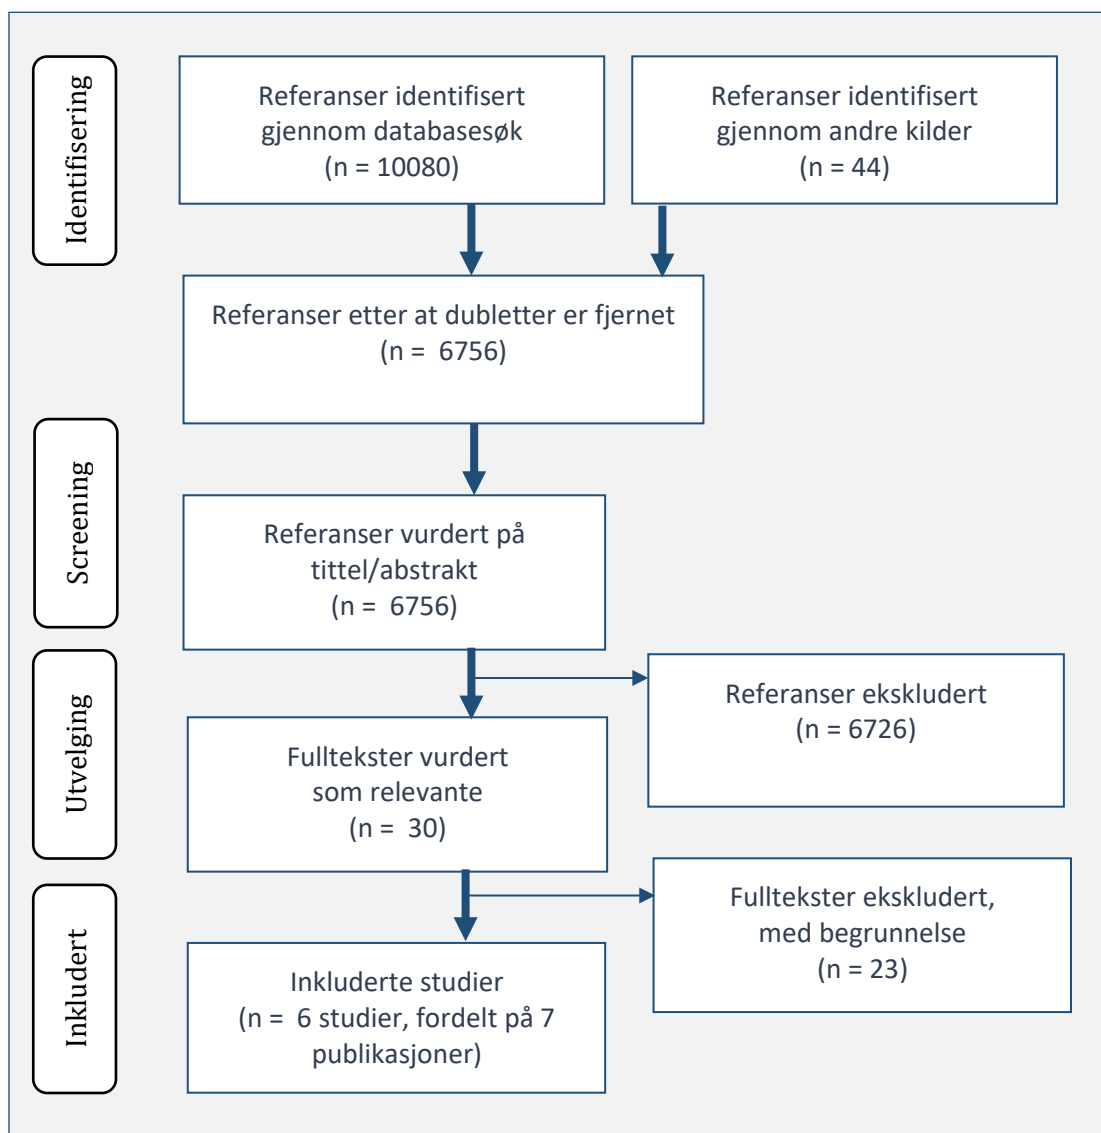 Identifisering
Referanser identifisert
gjennom databasesøk
(n = 10080)
Referanser identifisert
gjennom andre kilder
(n = 44)
Referanser etter at dubletter er fjernet
(n =  6756)
Screening
Referanser vurdert på
tittel/abstrakt
(n =  6756)
Utvelging
Referanser ekskludert
(n = 6726)
Fulltekster vurdert
som relevante
(n =  30)
Inkludert
Fulltekster ekskludert,
med begrunnelse
(n = 23)
Inkluderte studier
(n =  6 studier, fordelt på 7
publikasjoner)